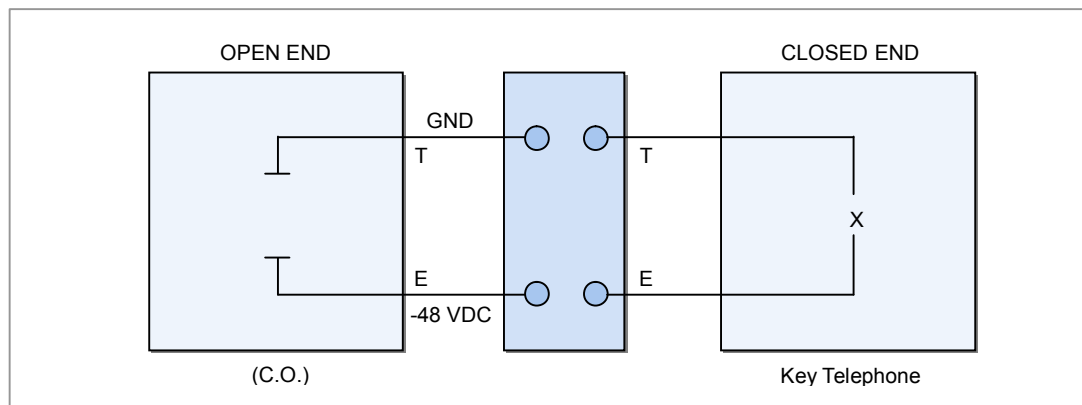 OPEN END
CLOSED END
GND
T
T
X
E
E
-48 VDC
(C.O.)
Key Telephone